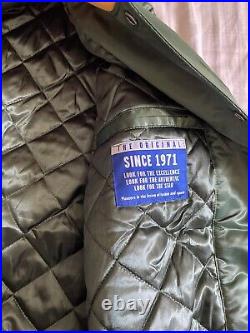 THE ORIGINAL
SINCE 1971
LOOK FOR THE EXCELLENCE
LOOK FOR THE AUTHENTIC
LOOK FOR THE STAR